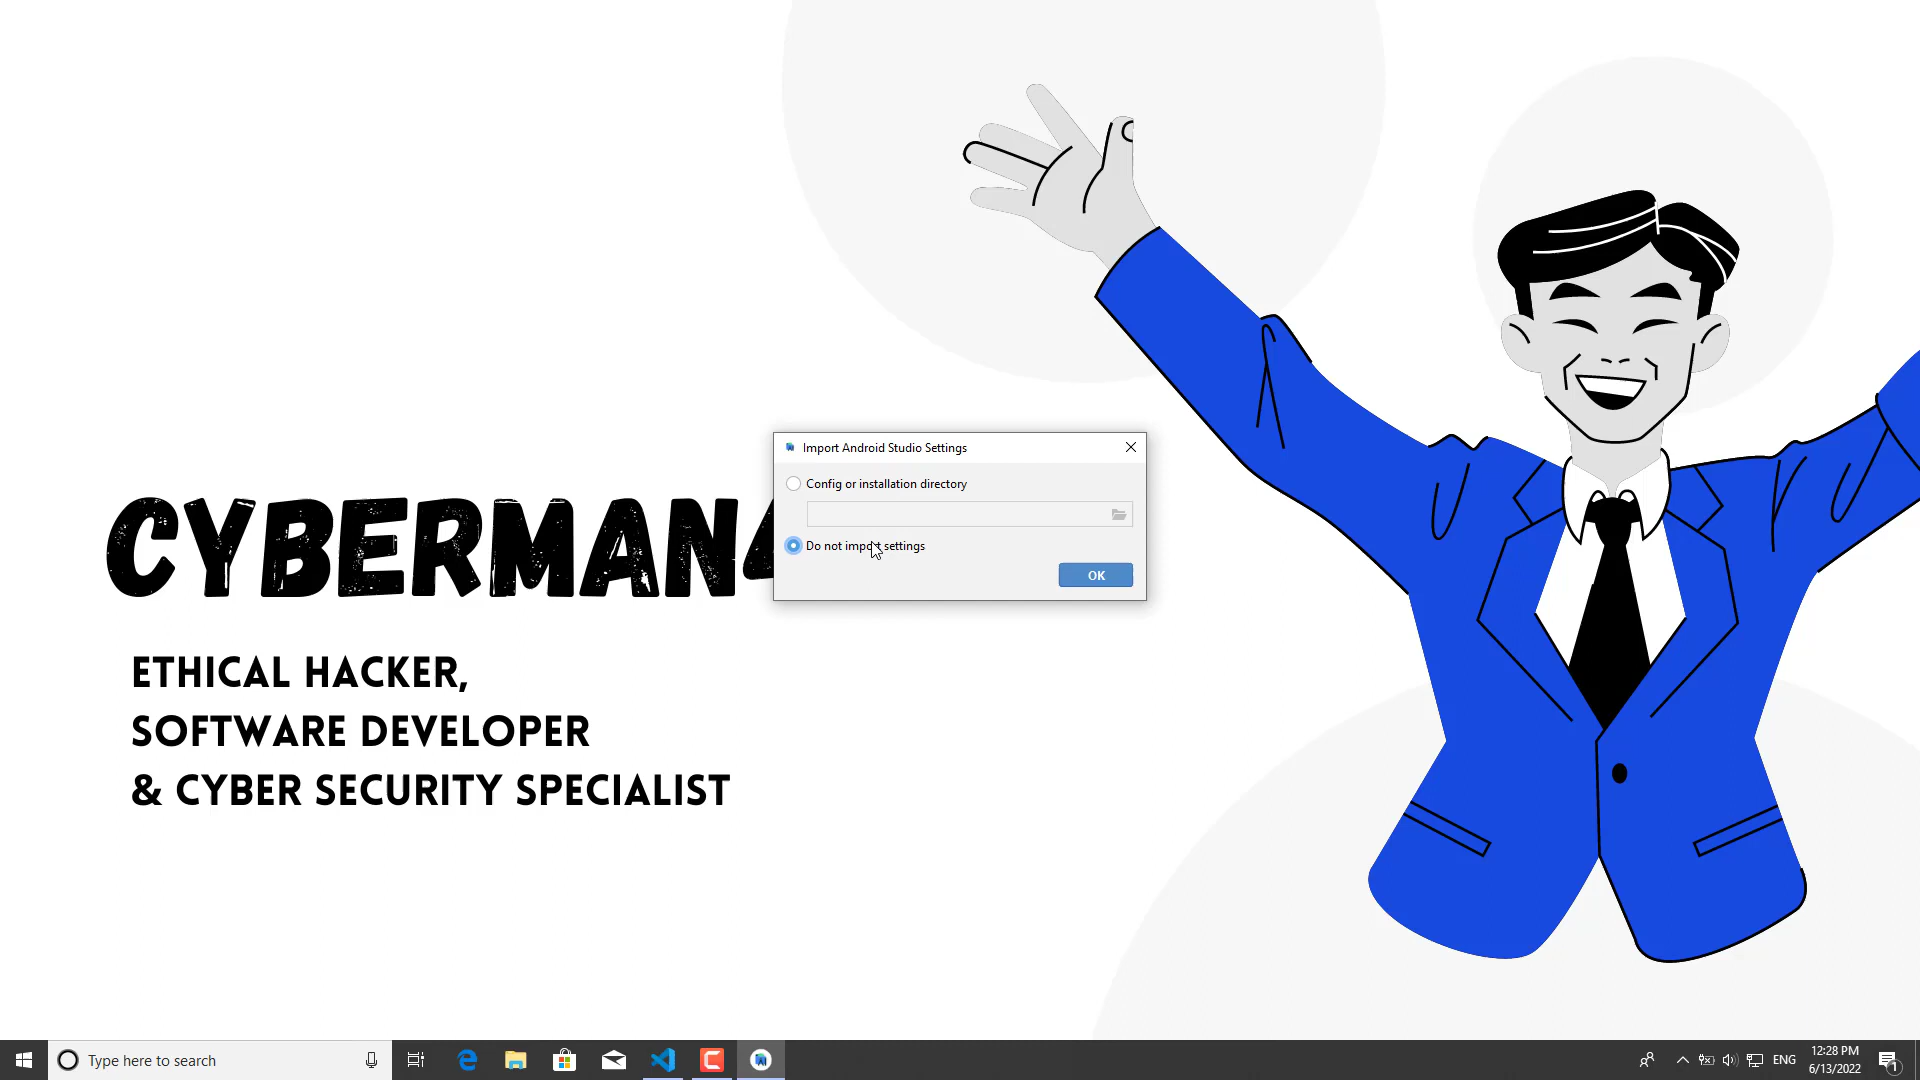 Import Android Studio Settings
Config or installation directory
Do not import settings
OK
CYBERMAN
ETHICAL HACKER,
SOFTWARE DEVELOPER
& CYBER SECURITY SPECIALIST
Type here to search
ENG
12:28 PM
6/13/2022
1